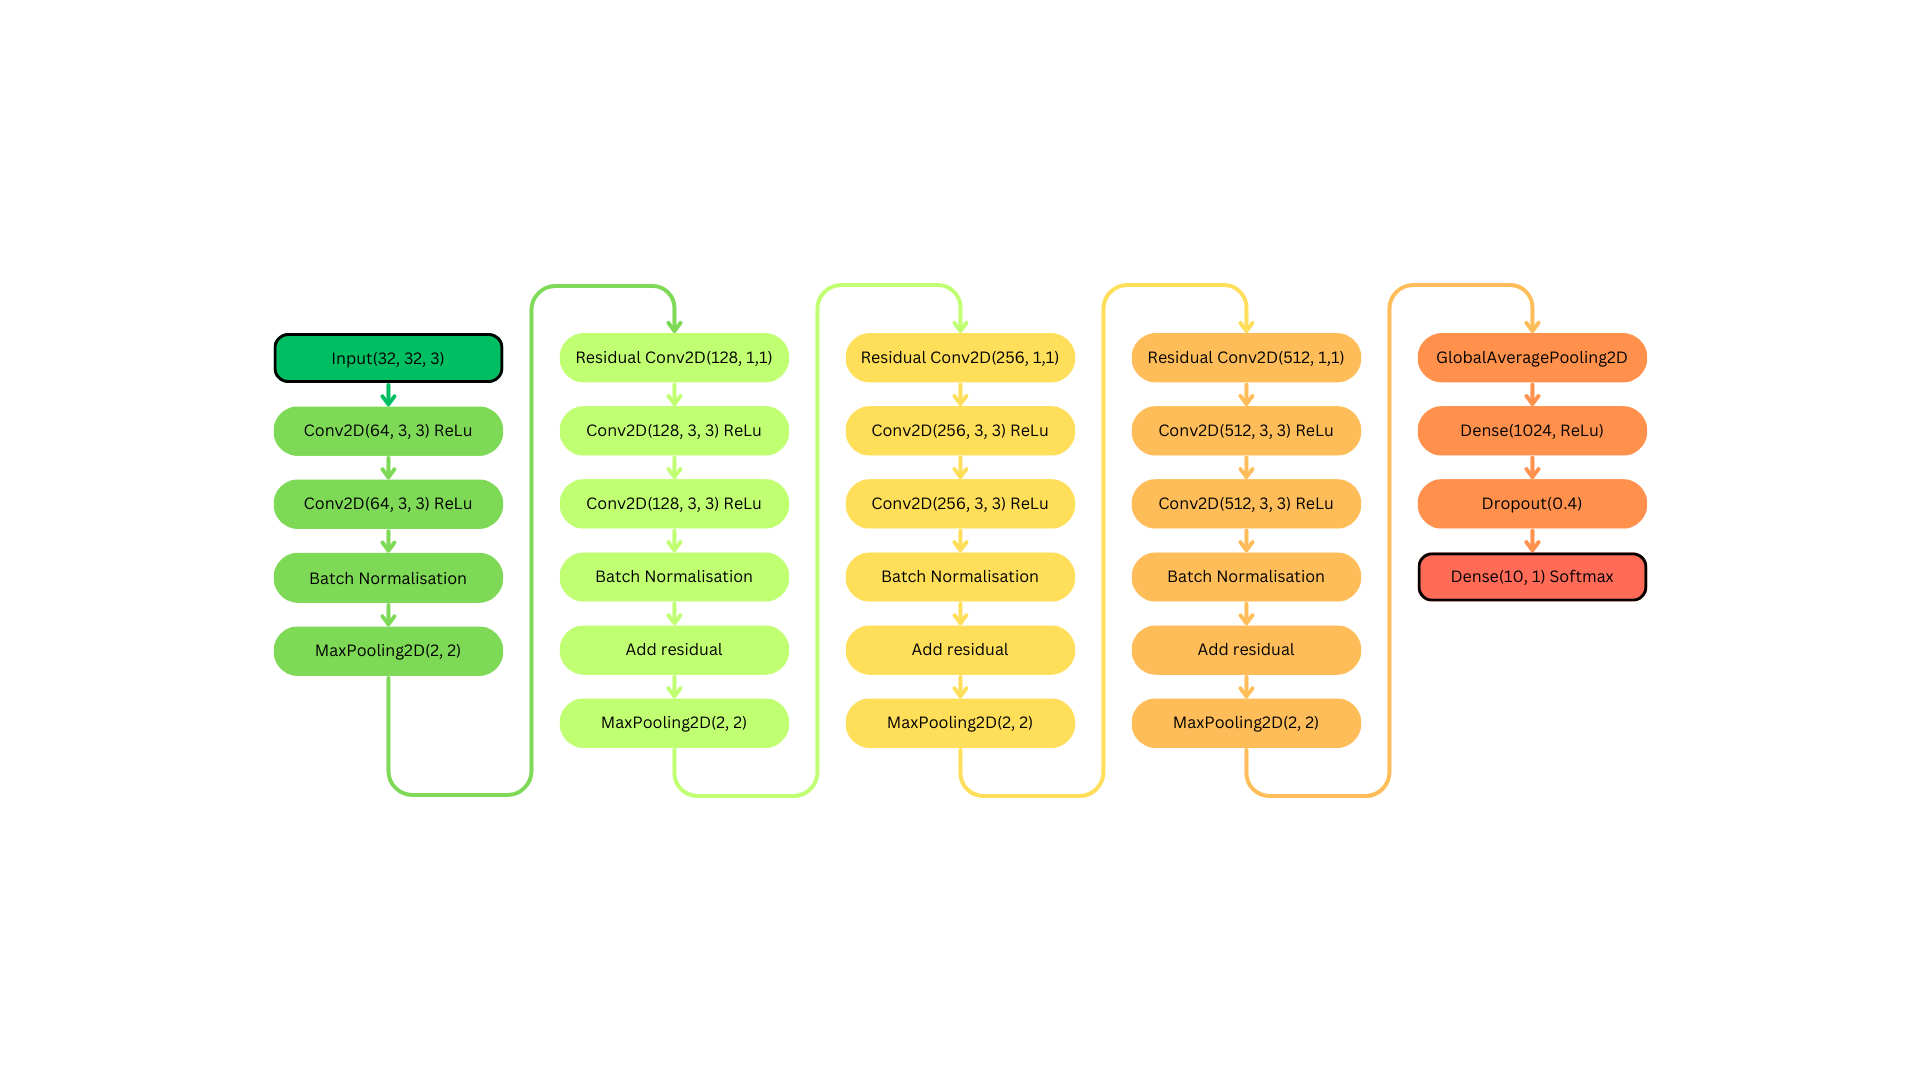 Input(32, 32, 3)
Conv2D(64, 3, 3) ReLu
Conv2D(64, 3, 3) ReLu
Batch Normalisation
MaxPooling2D(2, 2)
Residual Conv2D(128, 1,1)
Conv2D(128, 3, 3) ReLu
Conv2D(128, 3, 3) ReLu
Batch Normalisation
Add residual
MaxPooling2D(2, 2)
Residual Conv2D(256, 1,1)
Conv2D(256, 3, 3) ReLu
Conv2D(256, 3, 3) ReLu
Batch Normalisation
Add residual
MaxPooling2D(2, 2)
Residual Conv2D(512, 1,1)
Conv2D(512, 3, 3) ReLu
Conv2D(512, 3, 3) ReLu
Batch Normalisation
Add residual
MaxPooling2D(2, 2)
GlobalAveragePooling2D
Dense(1024, ReLu)
Dropout(0.4)
Dense(10, 1) Softmax